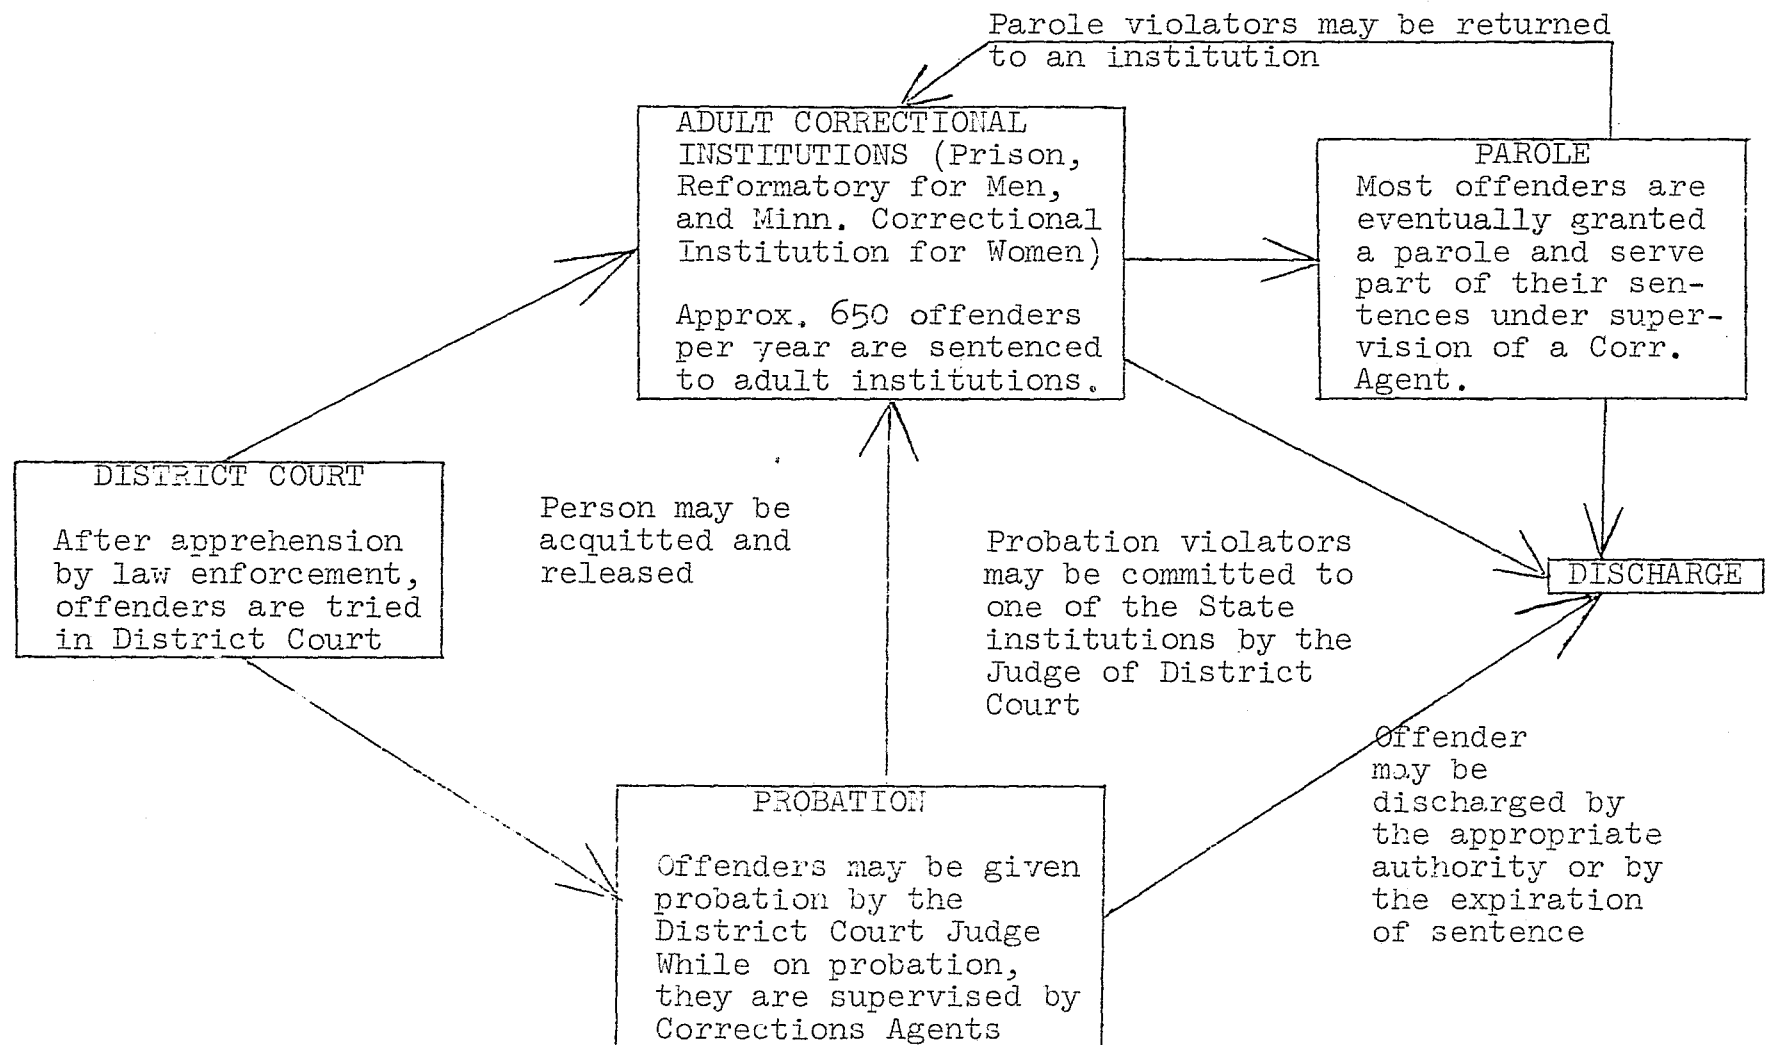 Parole violators may be returned
to an institution
ADULT CORRECTIONAL
INSTITUTIONS (Prison,
Reformatory for Men,
and Minn. Correctional
Institution for Women)
Approx. 650 offenders
per year are sentenced
to adult institutions.
PAROLE
Most offenders are
eventually granted
a parole and serve
part of their sen-
tences under super-
vision of a Corr.
Agent.
DISTRICT COURT
After apprehension
by law enforcement,
offenders are tried
in District Court
Person may be
acquitted and
released
Probation violators
may be committed to
one of the State
institutions by the
Judge of District
Court
DISCHARGE
PROBATION
Offenders may be given
probation by the
District Court Judge
While on probation,
they are supervised by
Corrections Agents
Offender
may be
discharged by
the appropriate
authority or by
the expiration
of sentence